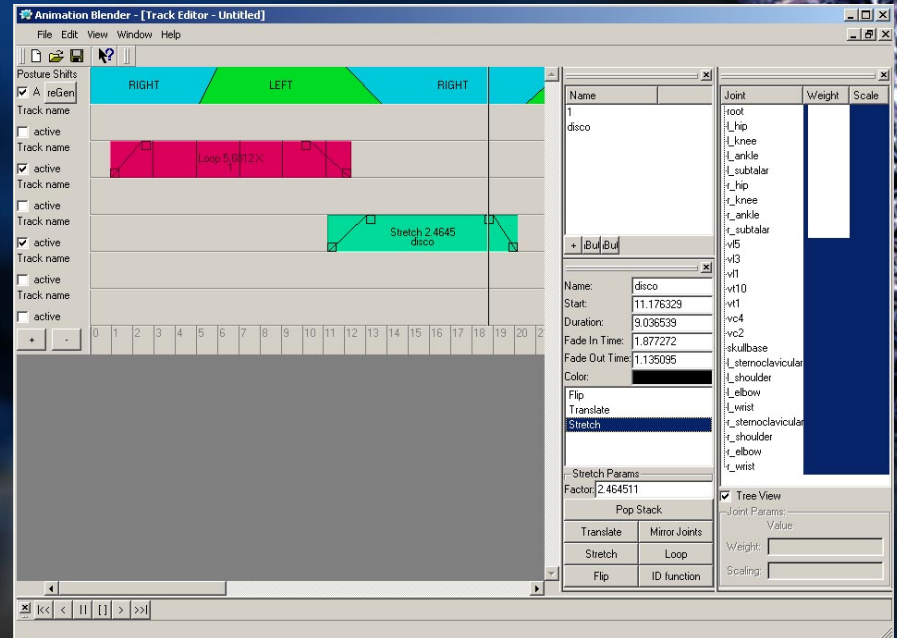 Animation Blender - [Track Editor - Untitled]
File Edit View Window Help
Posture Shifts
A reGen
RIGHT LEFT RIGHT
Track name
active
Track name
active
Loop 5.6812 X
1
Track name
active
Track name
active
Stretch 2.4645
disco
Track name
active
Track name
active
+ -
0 1 2 3 4 5 6 7 8 9 10 11 12 13 14 15 16 17 18 19 20
Name
1
disco
+
Name: disco
Start: 11.176329
Duration: 9.036539
Fade In Time: 1.877272
Fade Out Time: 1.135095
Color:
Flip
Translate
Stretch
Stretch Params
Factor: 2.464511
Pop Stack
Translate Mirror Joints
Stretch Loop
Flip ID function
Joint Weight Scale
root
l_hip
l_knee
l_ankle
l_subtalar
r_hip
r_knee
r_ankle
r_subtalar
vl5
vl3
vl1
vt10
vt1
vc4
vc2
skullbase
l_sternoclavicular
l_shoulder
l_elbow
l_wrist
r_sternoclavicular
r_shoulder
r_elbow
r_wrist
Tree View
Joint Params:
Value
Weight:
Scaling:
|<< < || [ ] > >>|